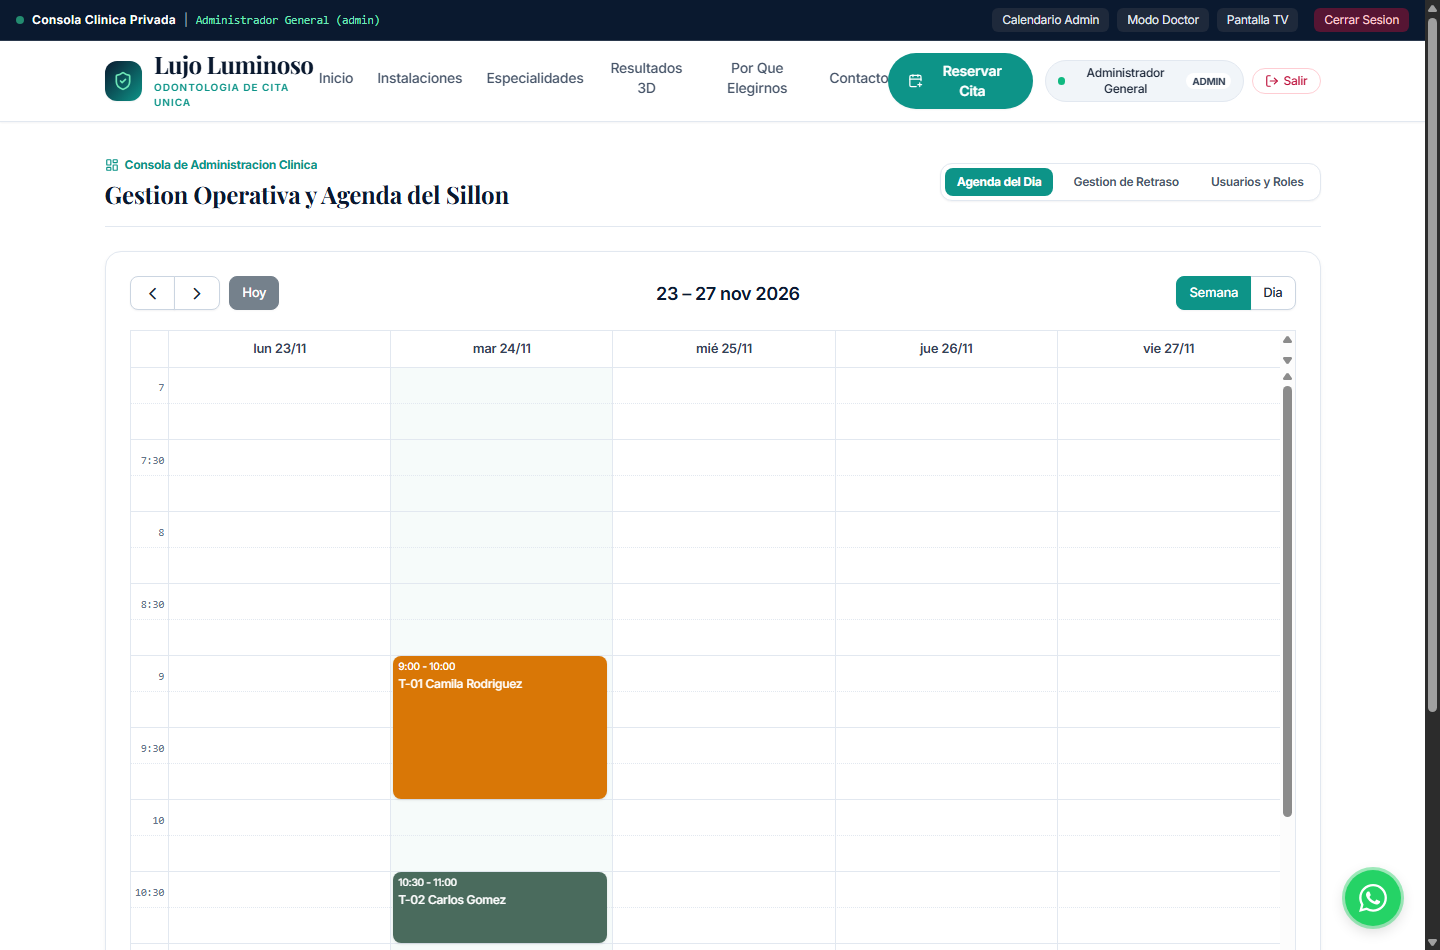 Consola Clinica Privada | Administrador General (admin)
Calendario Admin
Modo Doctor
Pantalla TV
Cerrar Sesion
Lujo Luminoso
ODONTOLOGIA DE CITA
UNICA
Inicio
Instalaciones
Especialidades
Resultados
3D
Por Que
Elegirnos
Contacto
Reservar
Cita
Administrador
General
ADMIN
Salir
Consola de Administracion Clinica
Gestion Operativa y Agenda del Sillon
Agenda del Dia
Gestion de Retraso
Usuarios y Roles
Hoy
23 – 27 nov 2026
Semana
Dia
lun 23/11
mar 24/11
mié 25/11
jue 26/11
vie 27/11
7
7:30
8
8:30
9
9:00 - 10:00
T-01 Camila Rodriguez
9:30
10
10:30
10:30 - 11:00
T-02 Carlos Gomez